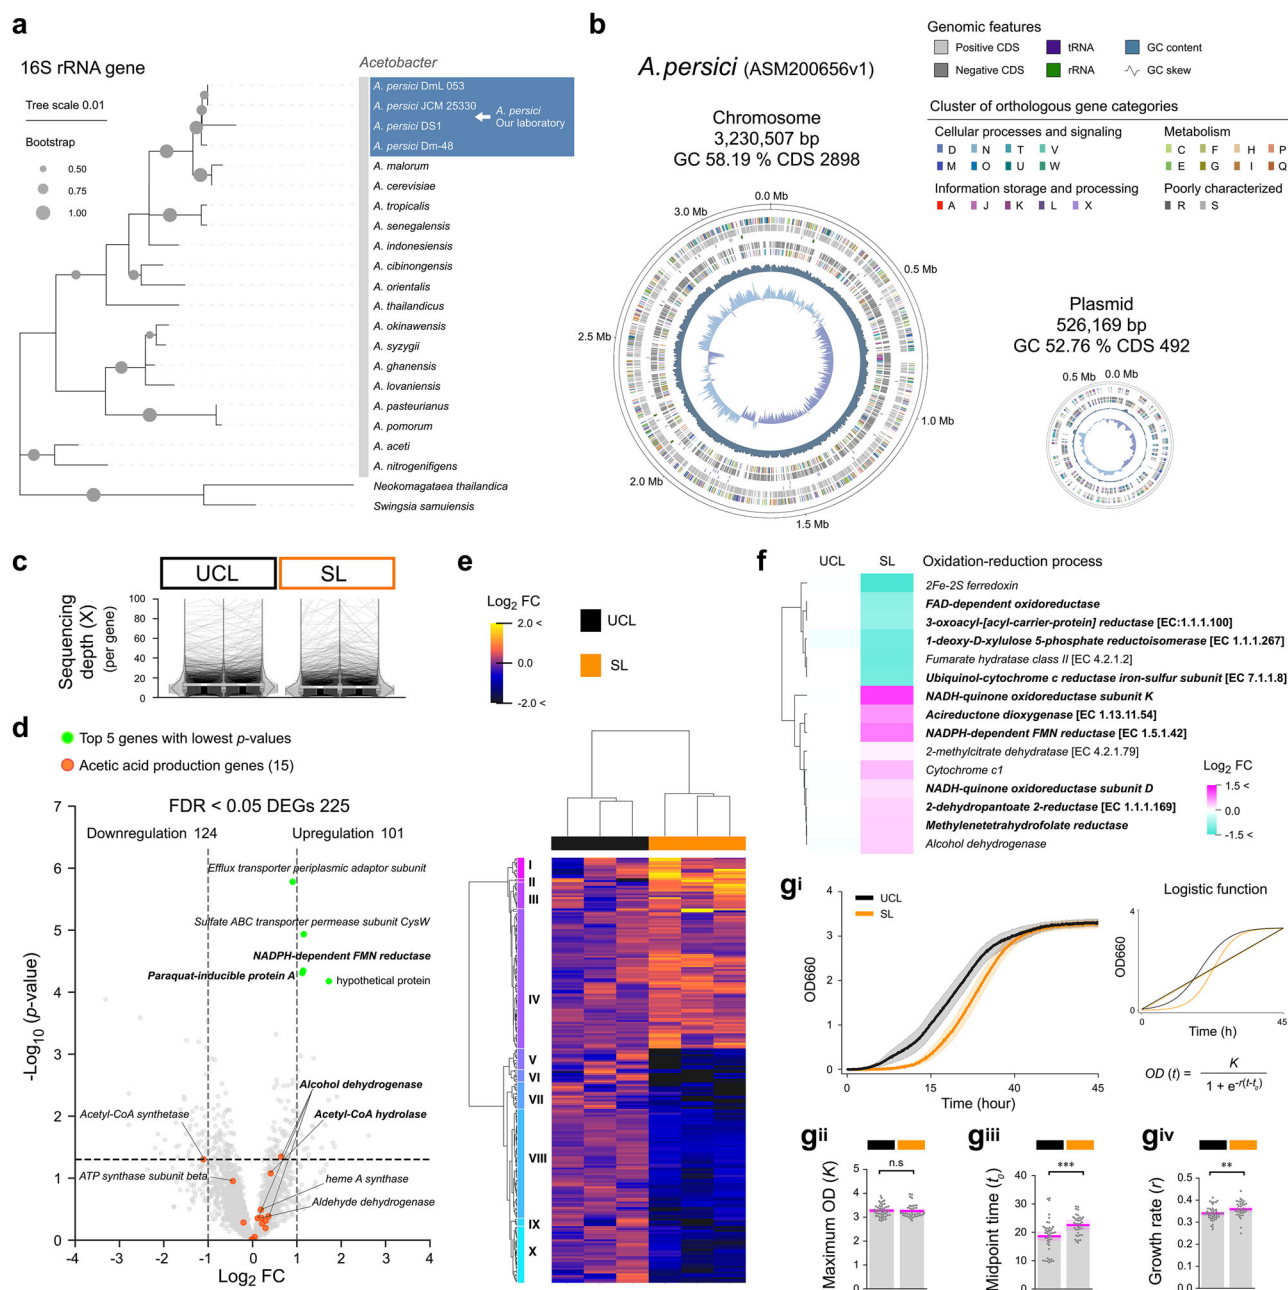 a
16S rRNA gene
Tree scale 0.01
Bootstrap
0.50
0.75
1.00
Acetobacter
A. persici DmL 053
A. persici JCM 25330
A. persici DS1
A. persici Dm-48
A. persici
Our laboratory
A. malorum
A. cerevisiae
A. tropicalis
A. senegalensis
A. indonesiensis
A. cibinongensis
A. orientalis
A. thailandicus
A. okinawensis
A. syzygii
A. ghanensis
A. lovaniensis
A. pasteurianus
A. pomorum
A. aceti
A. nitrogenifigens
Neokomagataea thailandica
Swingsia samuiensis
b
A.persici (ASM200656v1)
Chromosome
3,230,507 bp
GC 58.19 % CDS 2898
0.0 Mb
0.5 Mb
1.0 Mb
1.5 Mb
2.0 Mb
2.5 Mb
3.0 Mb
Genomic features
Positive CDS
tRNA
GC content
Negative CDS
rRNA
GC skew
Cluster of orthologous gene categories
Cellular processes and signaling
D N T V
M O U W
Metabolism
C F H P
E G I Q
Information storage and processing
A J K L X
Poorly characterized
R S
Plasmid
526,169 bp
GC 52.76 % CDS 492
0.5 Mb
0.0 Mb
c
UCL
SL
Sequencing
depth (X)
(per gene)
100
80
60
40
20
0
d
Top 5 genes with lowest p-values
Acetic acid production genes (15)
FDR < 0.05 DEGs 225
Downregulation 124
Upregulation 101
Efflux transporter periplasmic adaptor subunit
Sulfate ABC transporter permease subunit CysW
NADPH-dependent FMN reductase
Paraquat-inducible protein A
hypothetical protein
Alcohol dehydrogenase
Acetyl-CoA synthetase
Acetyl-CoA hydrolase
ATP synthase subunit beta
heme A synthase
Aldehyde dehydrogenase
-Log10 (p-value)
7
6
5
4
3
2
1
0
-4 -3 -2 -1 0 1 2 3 4
Log2 FC
e
Log2 FC
2.0 <
0.0
-2.0 <
UCL
SL
I
II
III
IV
V
VI
VII
VIII
IX
X
f
UCL
SL
Oxidation-reduction process
2Fe-2S ferredoxin
FAD-dependent oxidoreductase
3-oxoacyl-[acyl-carrier-protein] reductase [EC:1.1.1.100]
1-deoxy-D-xylulose 5-phosphate reductoisomerase [EC 1.1.1.267]
Fumarate hydratase class II [EC 4.2.1.2]
Ubiquinol-cytochrome c reductase iron-sulfur subunit [EC 7.1.1.8]
NADH-quinone oxidoreductase subunit K
Acireductone dioxygenase [EC 1.13.11.54]
NADPH-dependent FMN reductase [EC 1.5.1.42]
2-methylcitrate dehydratase [EC 4.2.1.79]
Cytochrome c1
NADH-quinone oxidoreductase subunit D
2-dehydropantoate 2-reductase [EC 1.1.1.169]
Methylenetetrahydrofolate reductase
Alcohol dehydrogenase
Log2 FC
1.5 <
0.0
-1.5 <
gi
UCL
SL
OD660
4
3
2
1
0
0 15 30 45
Time (hour)
Logistic function
OD660
4
0
0 45
Time (h)
OD (t) = K / 1 + e-r(t-t0)
gii
n.s
Maximum OD (K)
5
4
3
2
1
0
giii
***
Midpoint time (t0)
40
30
20
10
0
giv
**
Growth rate (r)
0.5
0.4
0.3
0.2
0.1
0.0